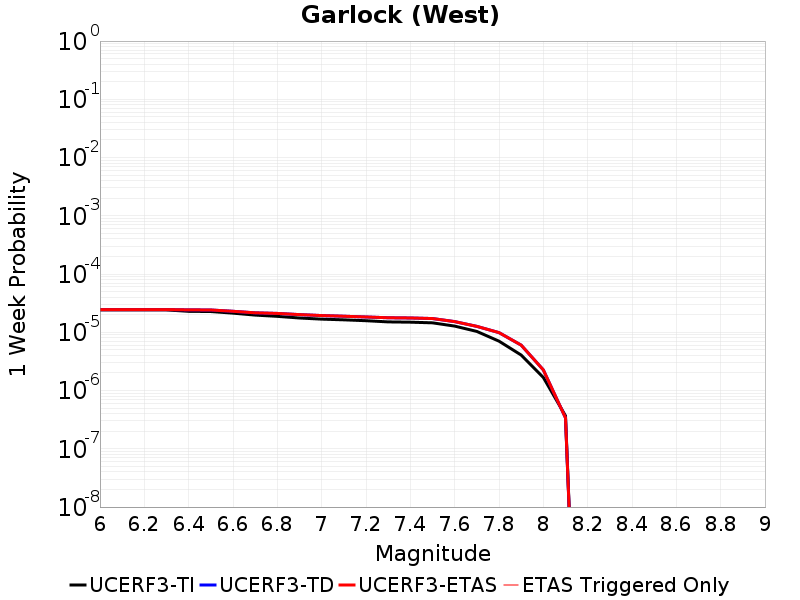 Garlock (West)
1 Week Probability
10^0
10^-1
10^-2
10^-3
10^-4
10^-5
10^-6
10^-7
10^-8
6 6.2 6.4 6.6 6.8 7 7.2 7.4 7.6 7.8 8 8.2 8.4 8.6 8.8 9
Magnitude
UCERF3-TI UCERF3-TD UCERF3-ETAS ETAS Triggered Only